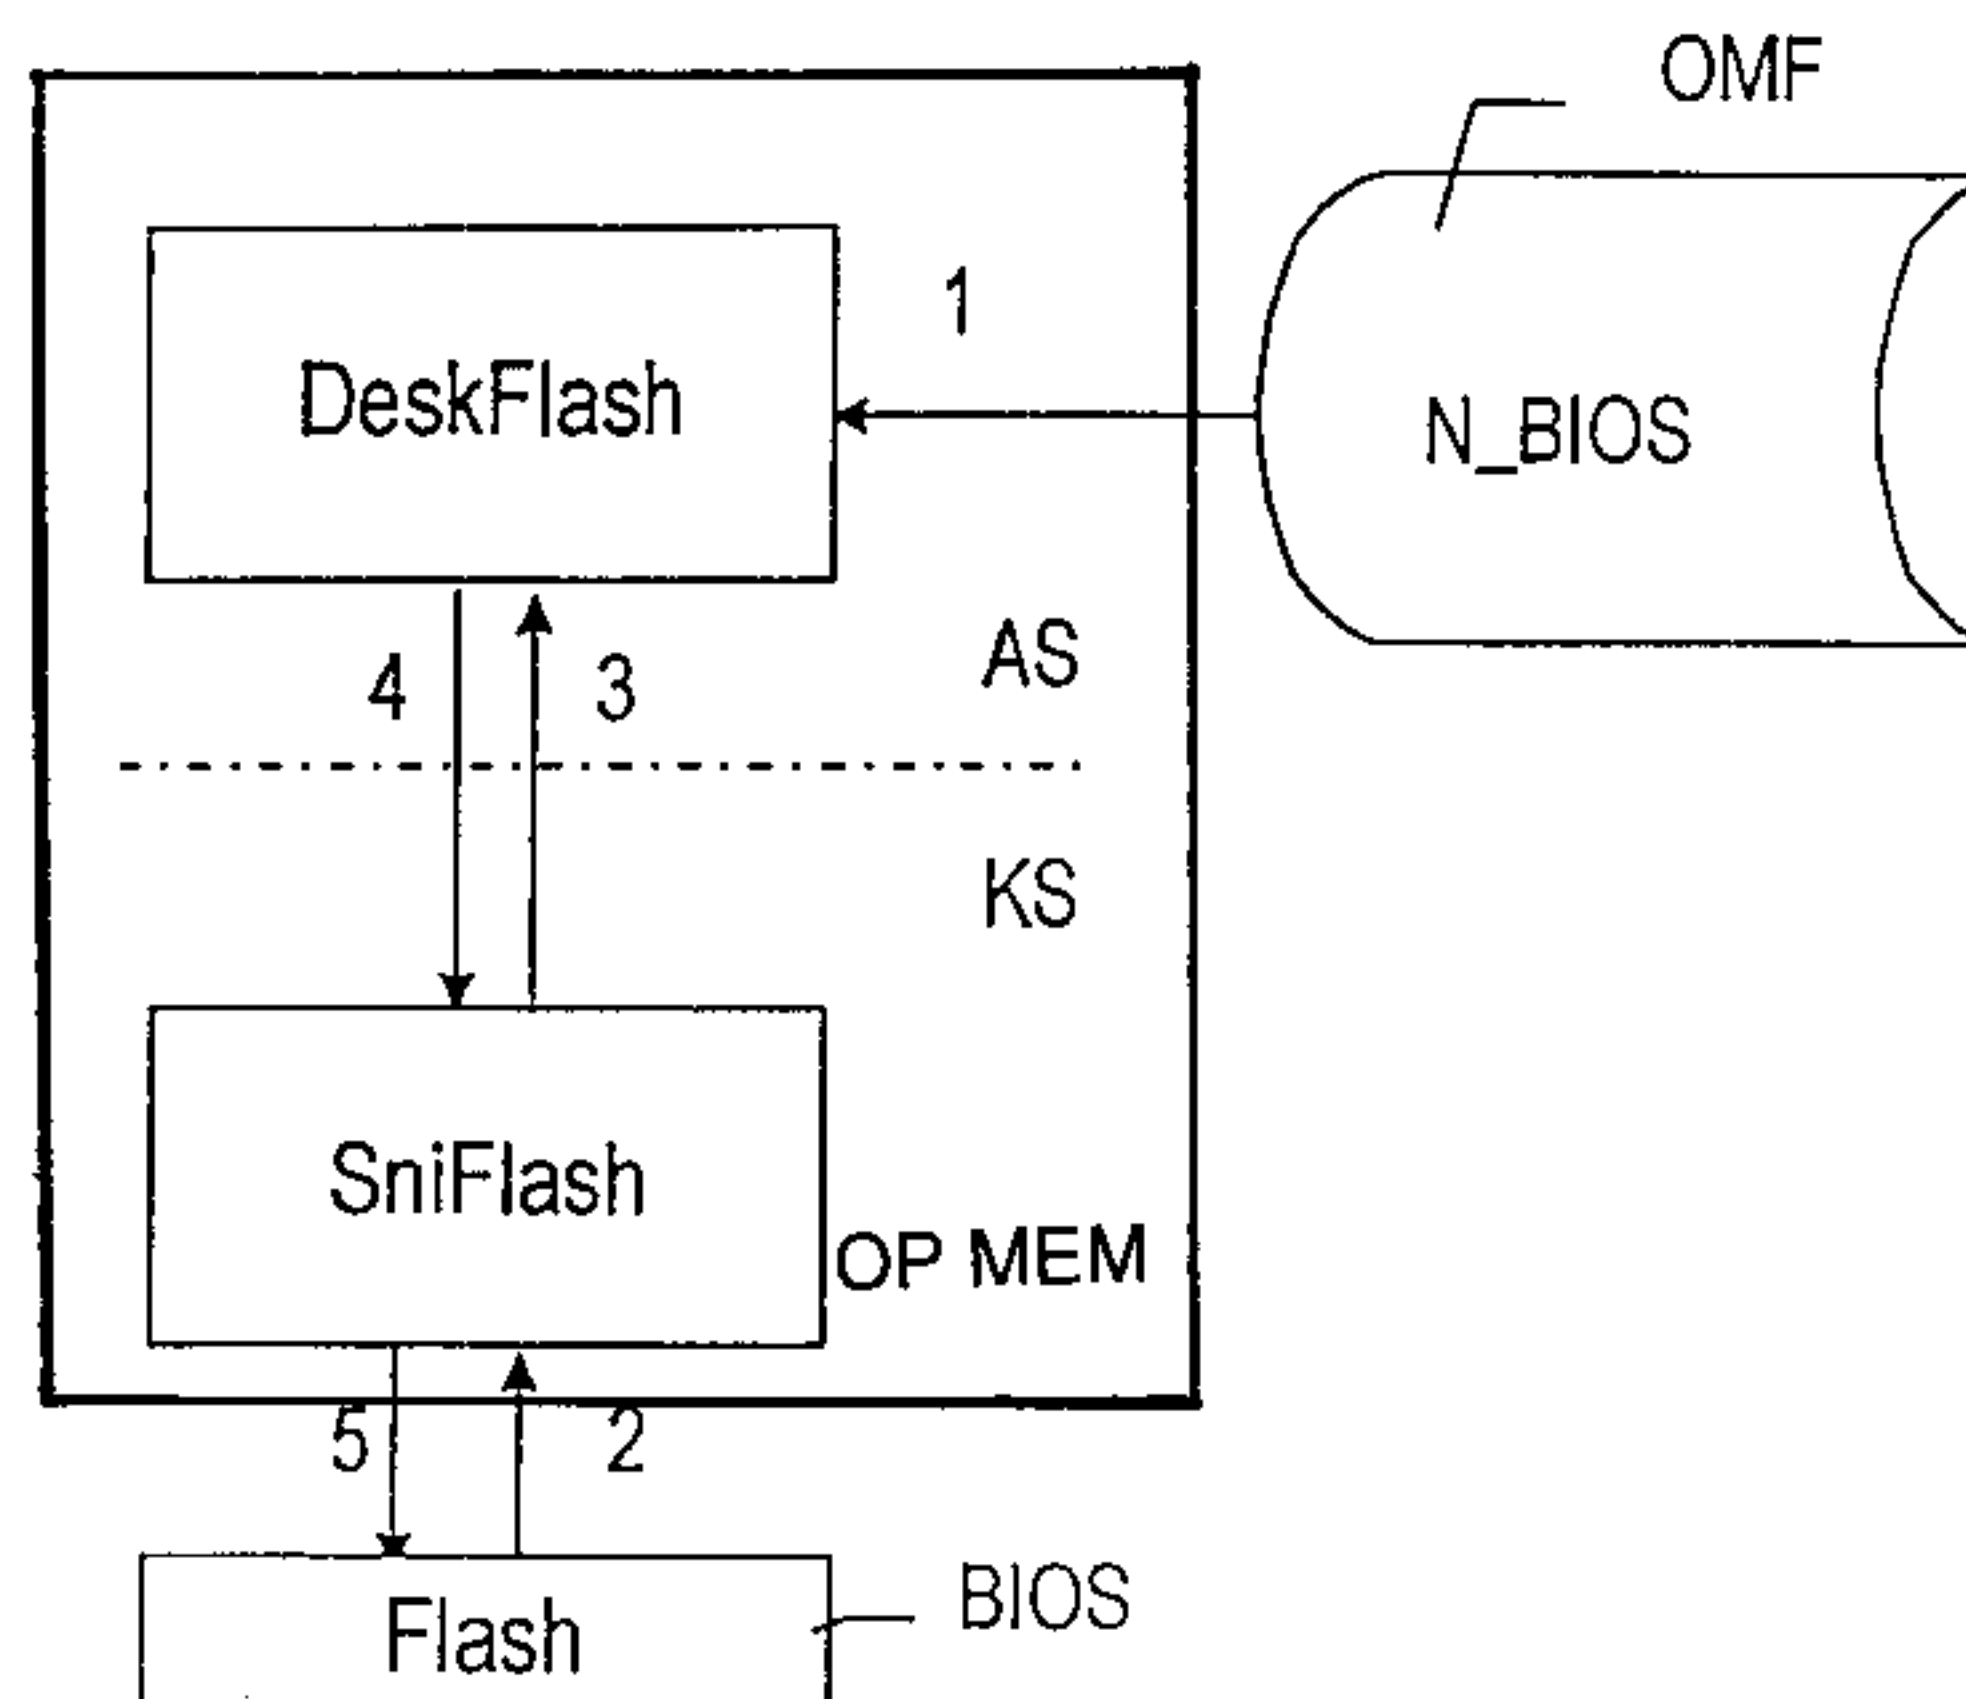 OMF
1
DeskFlash
N_BIOS
4
3
AS
KS
SniFlash
OP MEM
5
2
Flash
BIOS